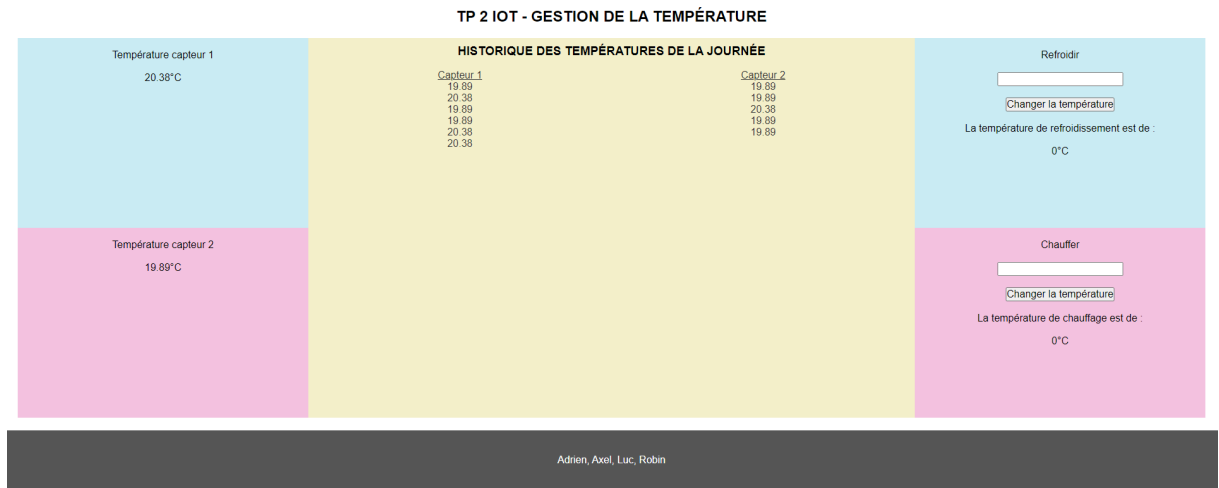 TP 2 IOT - GESTION DE LA TEMPÉRATURE
Température capteur 1
20.38°C
Température capteur 2
19.89°C
HISTORIQUE DES TEMPÉRATURES DE LA JOURNÉE
Capteur 1
19.89
20.38
19.89
19.89
20.38
20.38
Capteur 2
19.89
19.89
20.38
19.89
19.89
Refroidir
Changer la température
La température de refroidissement est de :
0°C
Chauffer
Changer la température
La température de chauffage est de :
0°C
Adrien, Axel, Luc, Robin